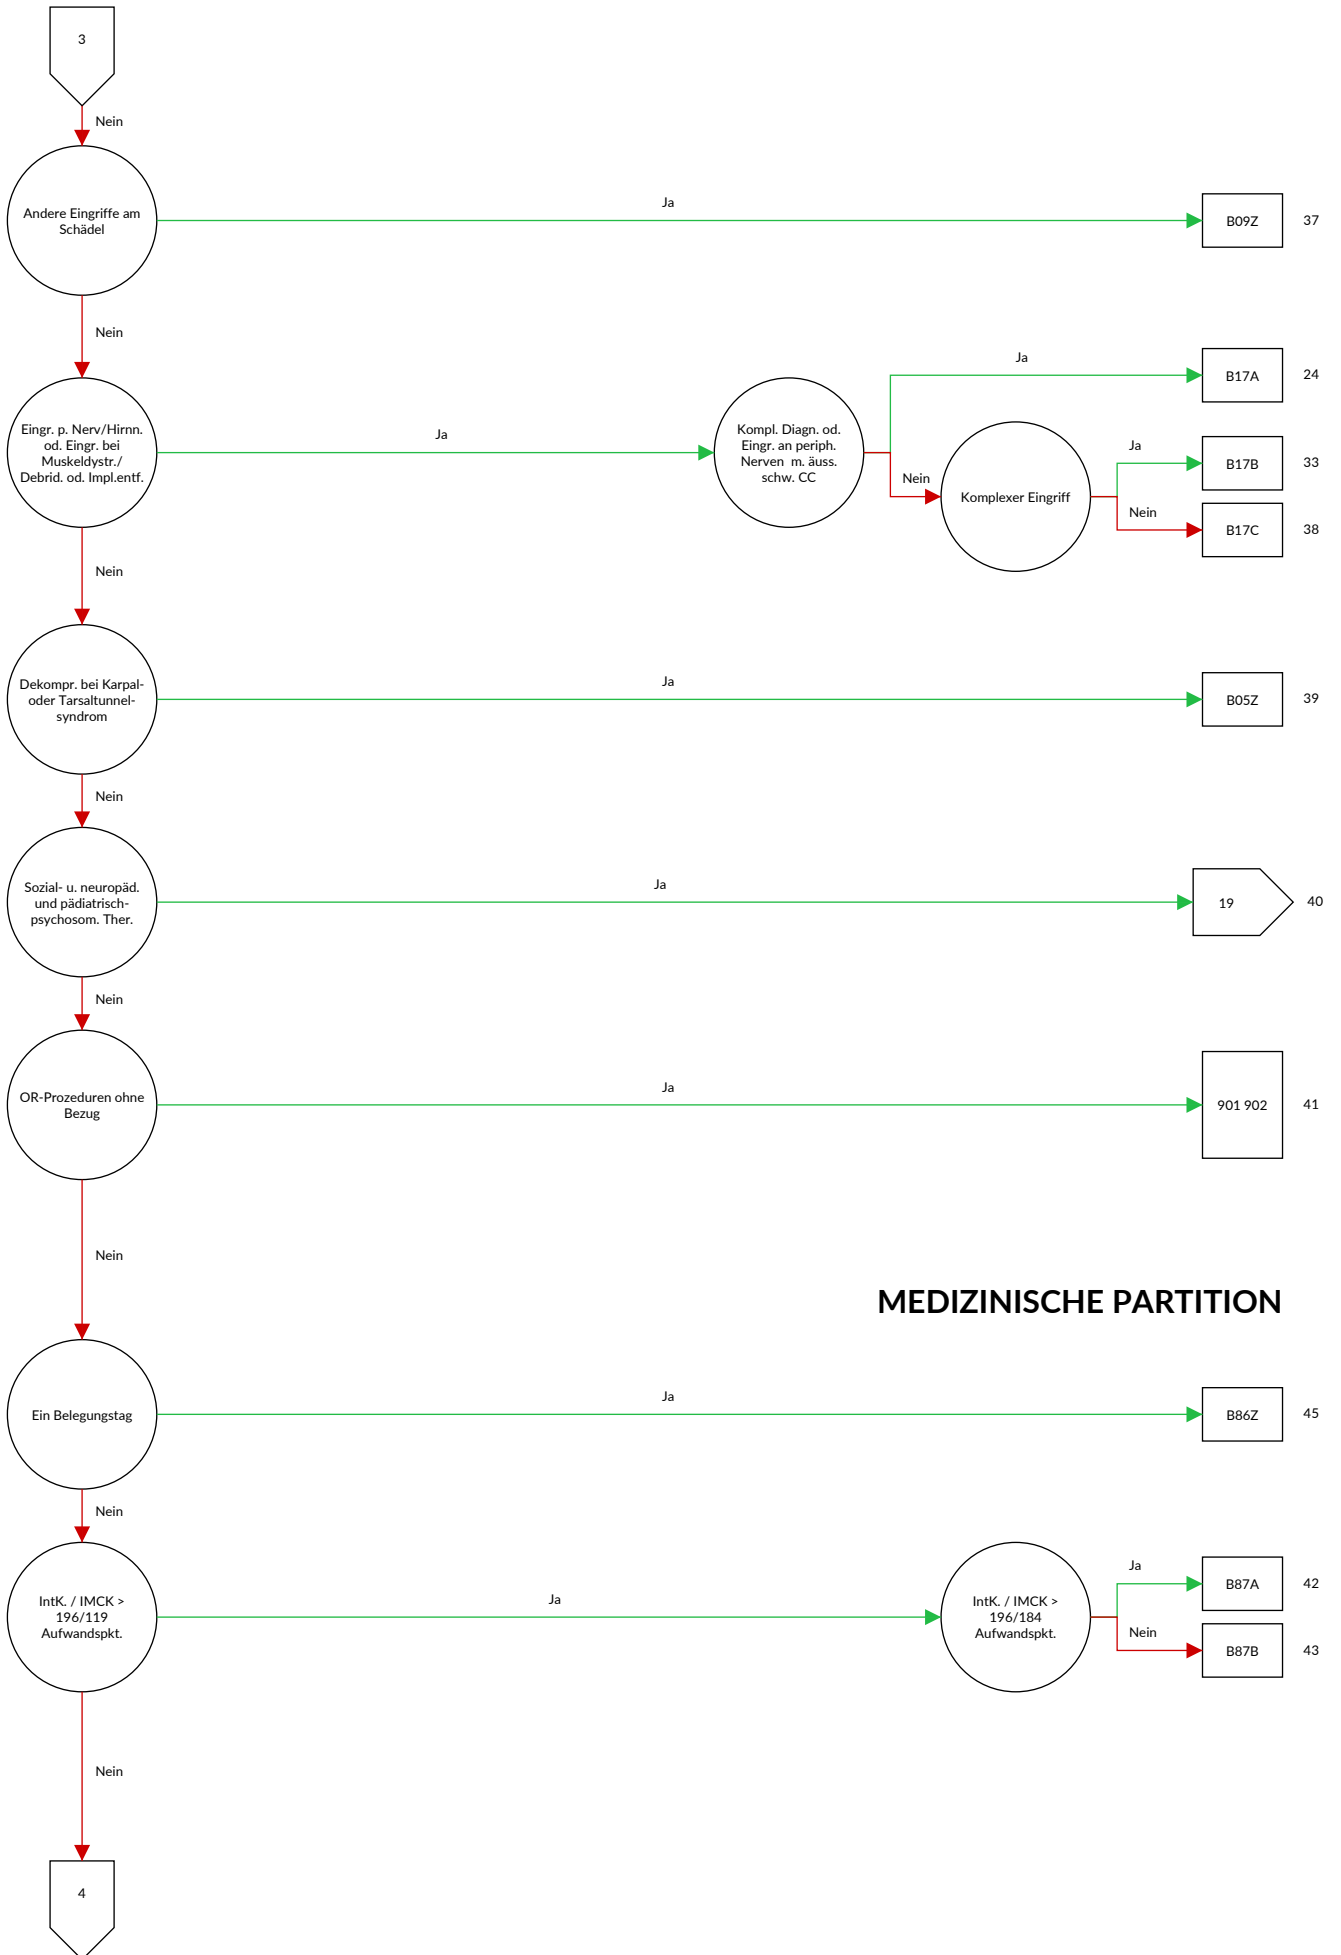 3
Nein
Andere Eingriffe am
Schädel
Ja
B09Z
37
Nein
Eingr. p. Nerv/Hirnn.
od. Eingr. bei
Muskeldystr./
Debrid. od. Impl.entf.
Ja
Kompl. Diagn. od.
Eingr. an periph.
Nerven m. äuss.
schw. CC
Ja
B17A
24
Nein
Komplexer Eingriff
Ja
B17B
33
Nein
B17C
38
Nein
Dekompr. bei Karpal-
oder Tarsaltunnel-
syndrom
Ja
B05Z
39
Nein
Sozial- u. neuropäd.
und pädiatrisch-
psychosom. Ther.
Ja
19
40
Nein
OR-Prozeduren ohne
Bezug
Ja
901 902
41
Nein
MEDIZINISCHE PARTITION
Ein Belegungstag
Ja
B86Z
45
Nein
IntK. / IMCK >
196/119
Aufwandspkt.
Ja
IntK. / IMCK >
196/184
Aufwandspkt.
Ja
B87A
42
Nein
B87B
43
Nein
4